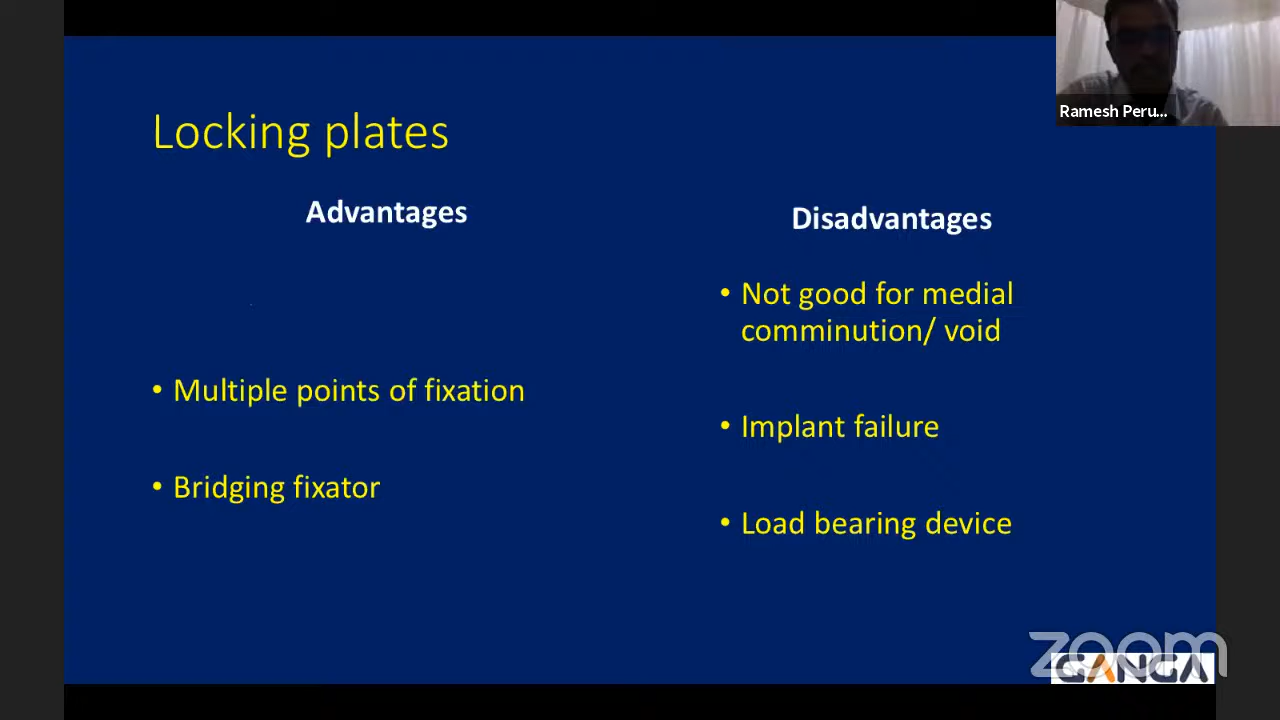 Ramesh Peru...
Locking plates
Advantages
• Multiple points of fixation
• Bridging fixator
Disadvantages
• Not good for medial
comminution/ void
• Implant failure
• Load bearing device
zoom
GANGA